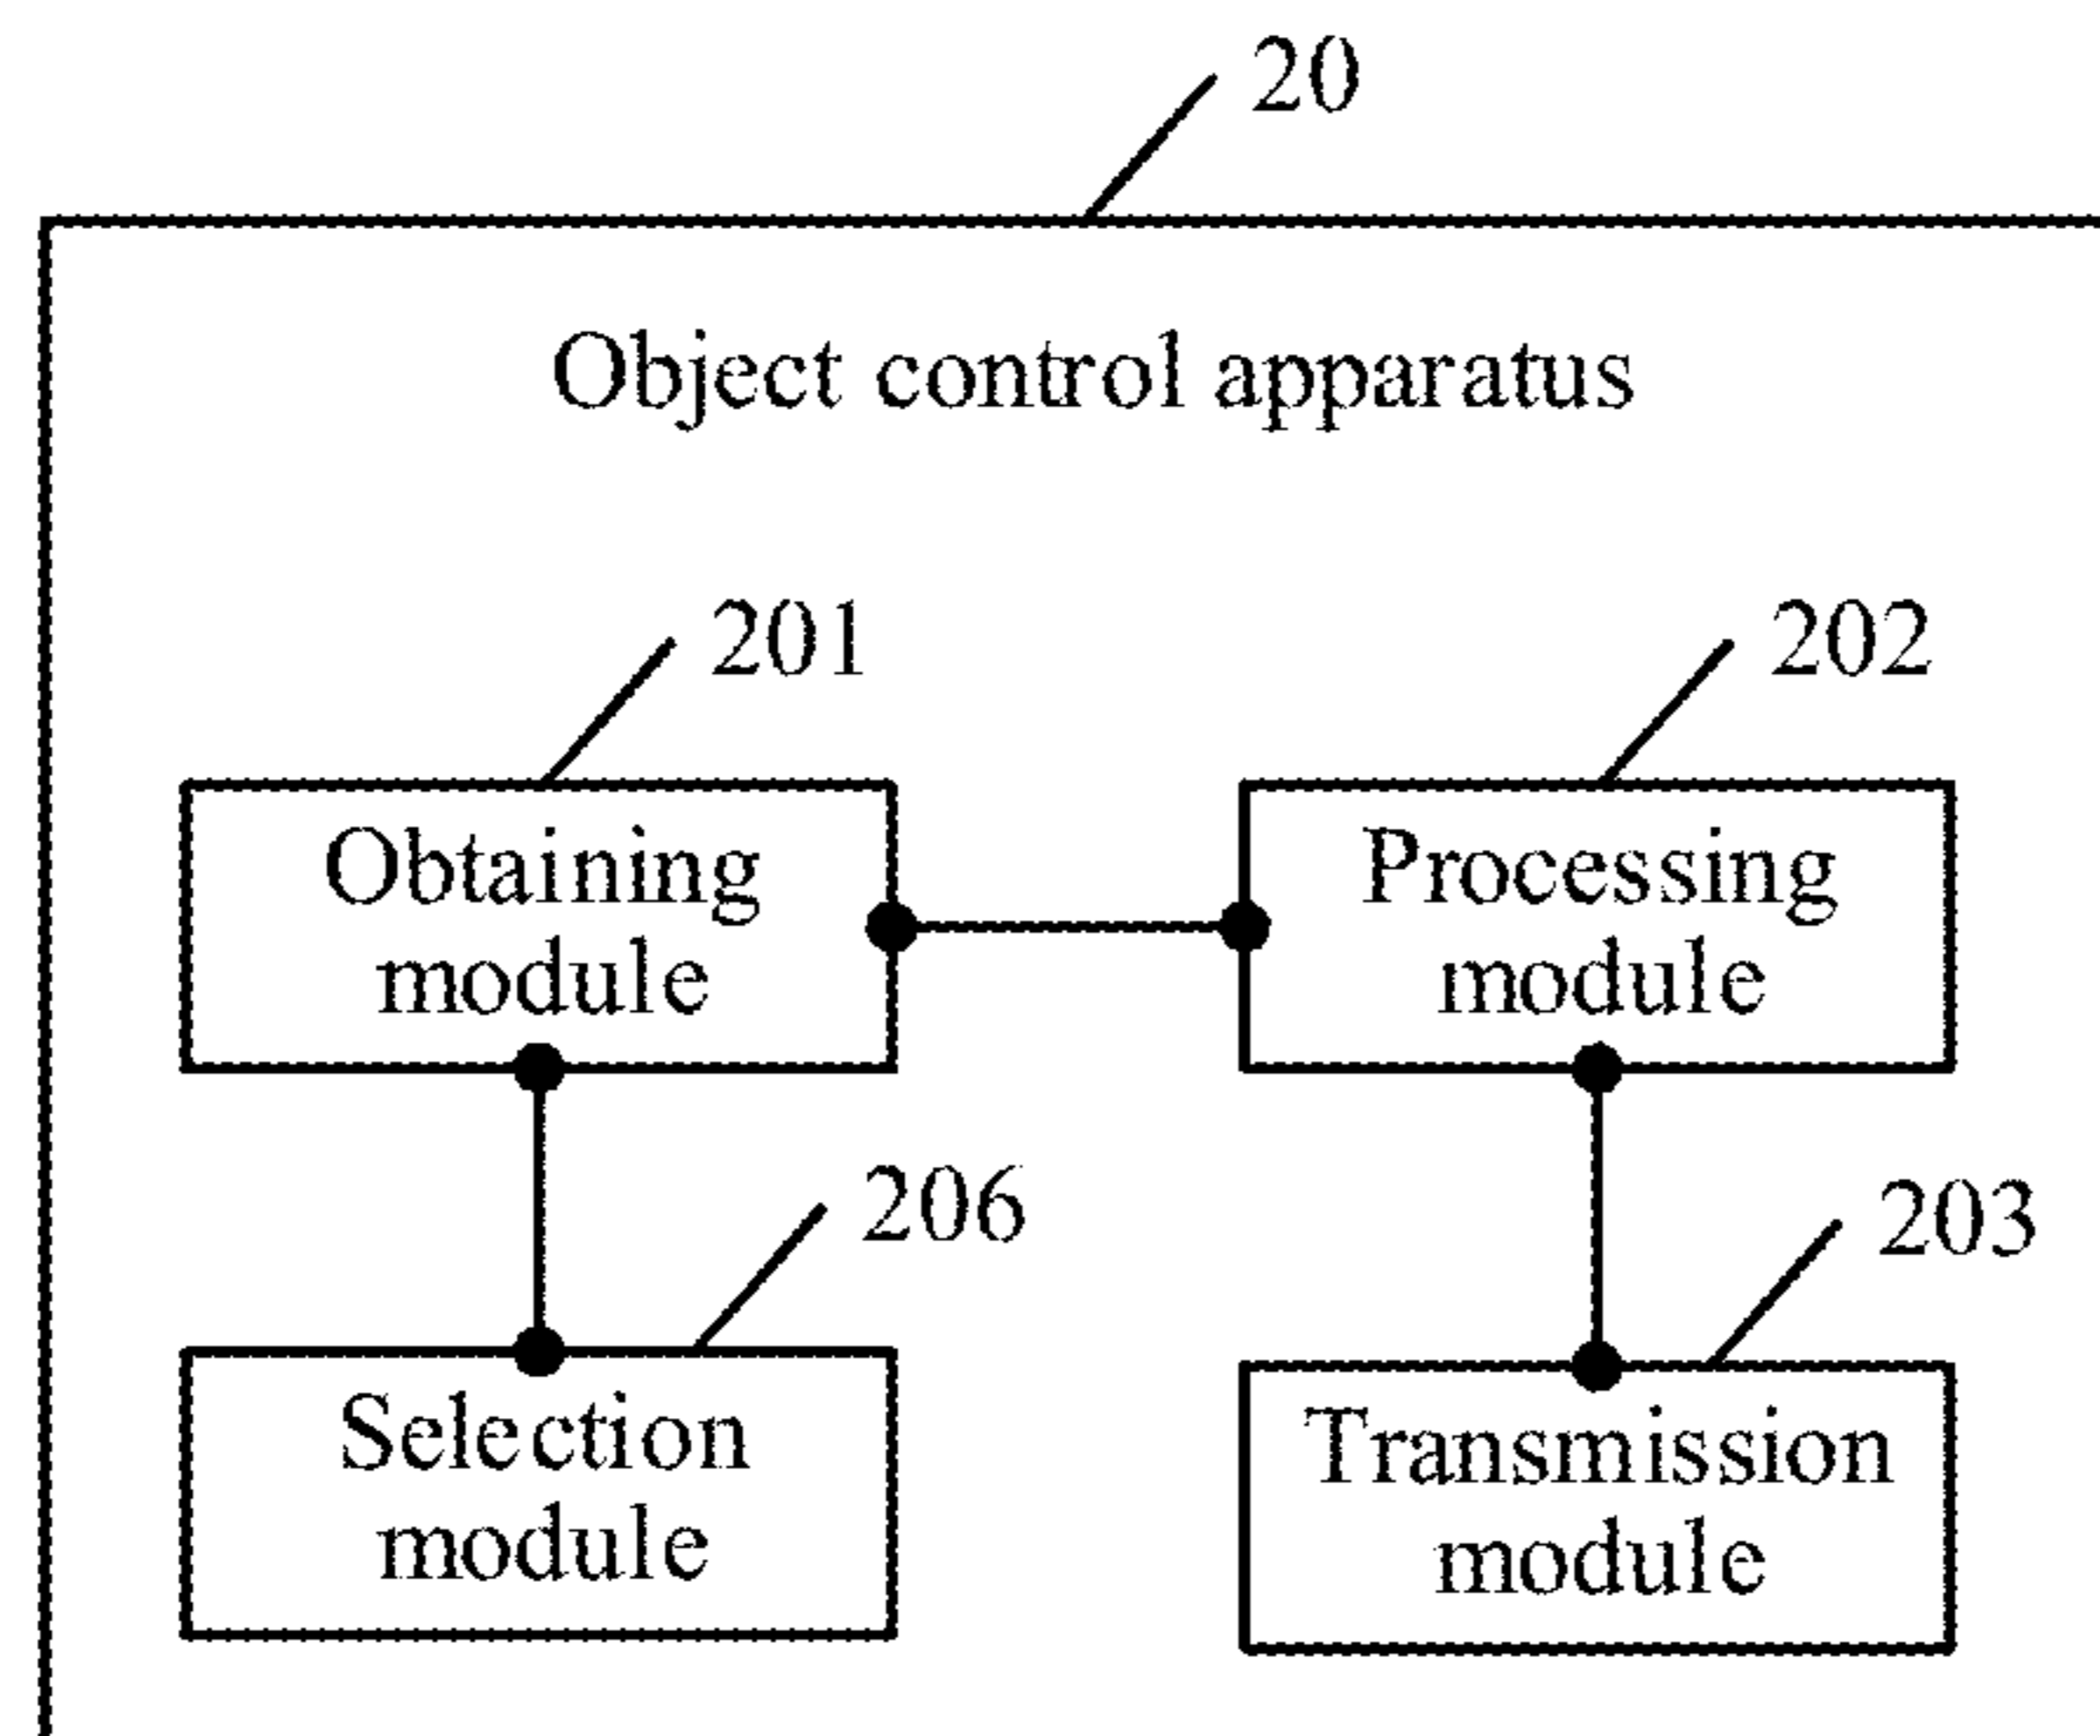 20
Object control apparatus
201
202
Obtaining
module
Processing
module
206
203
Selection
module
Transmission
module